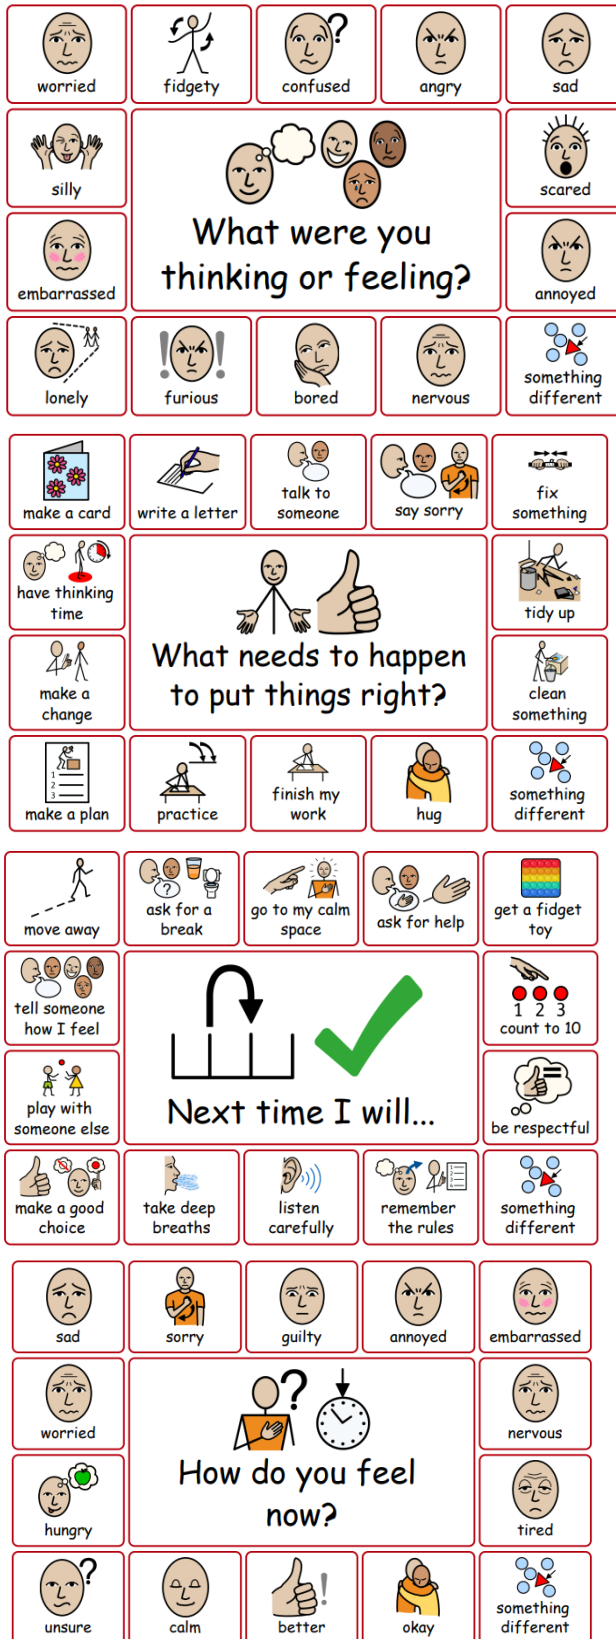 worried
fidgety
?
confused
angry
sad
silly
scared
What were you
thinking or feeling?
embarrassed
annoyed
lonely
! !
furious
bored
nervous
something
different
make a card
write a letter
talk to
someone
say sorry
fix
something
have thinking
time
tidy up
What needs to happen
to put things right?
make a
change
clean
something
1
2
3
make a plan
practice
finish my
work
hug
something
different
move away
?
ask for a
break
go to my calm
space
ask for help
get a fidget
toy
tell someone
how I feel
1 2 3
count to 10
Next time I will...
play with
someone else
be respectful
make a good
choice
take deep
breaths
listen
carefully
remember
the rules
something
different
sad
sorry
guilty
annoyed
embarrassed
worried
nervous
?
How do you feel
now?
hungry
tired
?
unsure
calm
!
better
okay
something
different